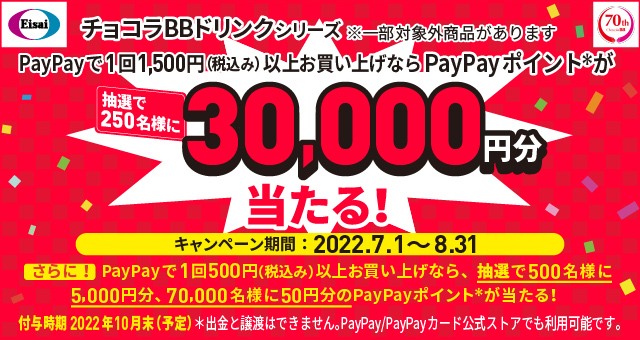 Eisai
チョコラBBドリンクシリーズ ※一部対象外商品があります
70th
PayPayで1回1,500円(税込み)以上お買い上げならPayPayポイント*が
抽選で
250名様に
30,000円分
当たる!
キャンペーン期間：2022.7.1～8.31
さらに！ PayPayで1回500円(税込み)以上お買い上げなら、抽選で500名様に
5,000円分、70,000名様に50円分のPayPayポイント*が当たる!
付与時期 2022年10月末(予定) *出金と譲渡はできません。PayPay/PayPayカード公式ストアでも利用可能です。